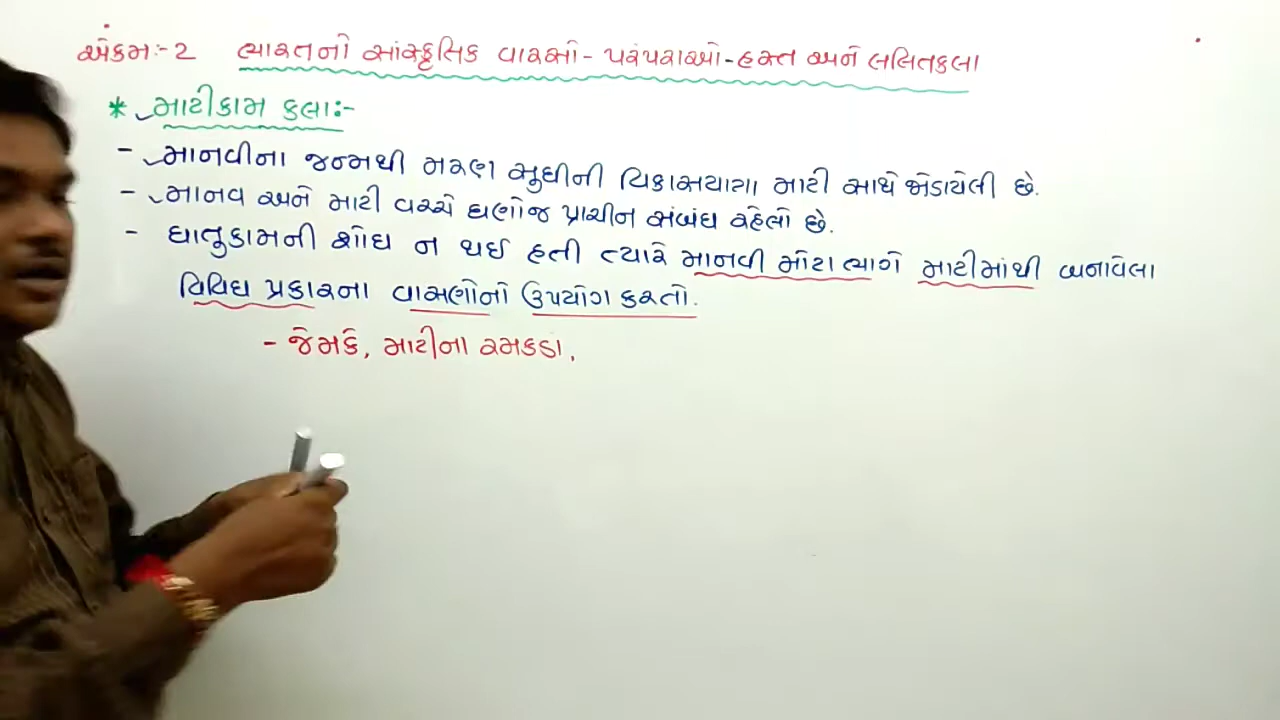 એકમ:- 2 ભારતનો સાંસ્કૃતિક વારસો - પરંપરાઓ - હસ્ત અને લલિતકલા
* માટીકામ કલા:-
- માનવીના જન્મથી મરણ સુધીની વિકાસયાત્રા માટી સાથે જોડાયેલી છે.
- માનવ અને માટી વચ્ચે ઘણોજ પ્રાચીન સંબંધ રહેલો છે.
- ધાતુકામની શોધ ન થઈ હતી ત્યારે માનવી મોટા ભાગે માટીમાંથી બનાવેલા
વિવિધ પ્રકારના વાસણોનો ઉપયોગ કરતો.
- જેમકે, માટીના રમકડાં,